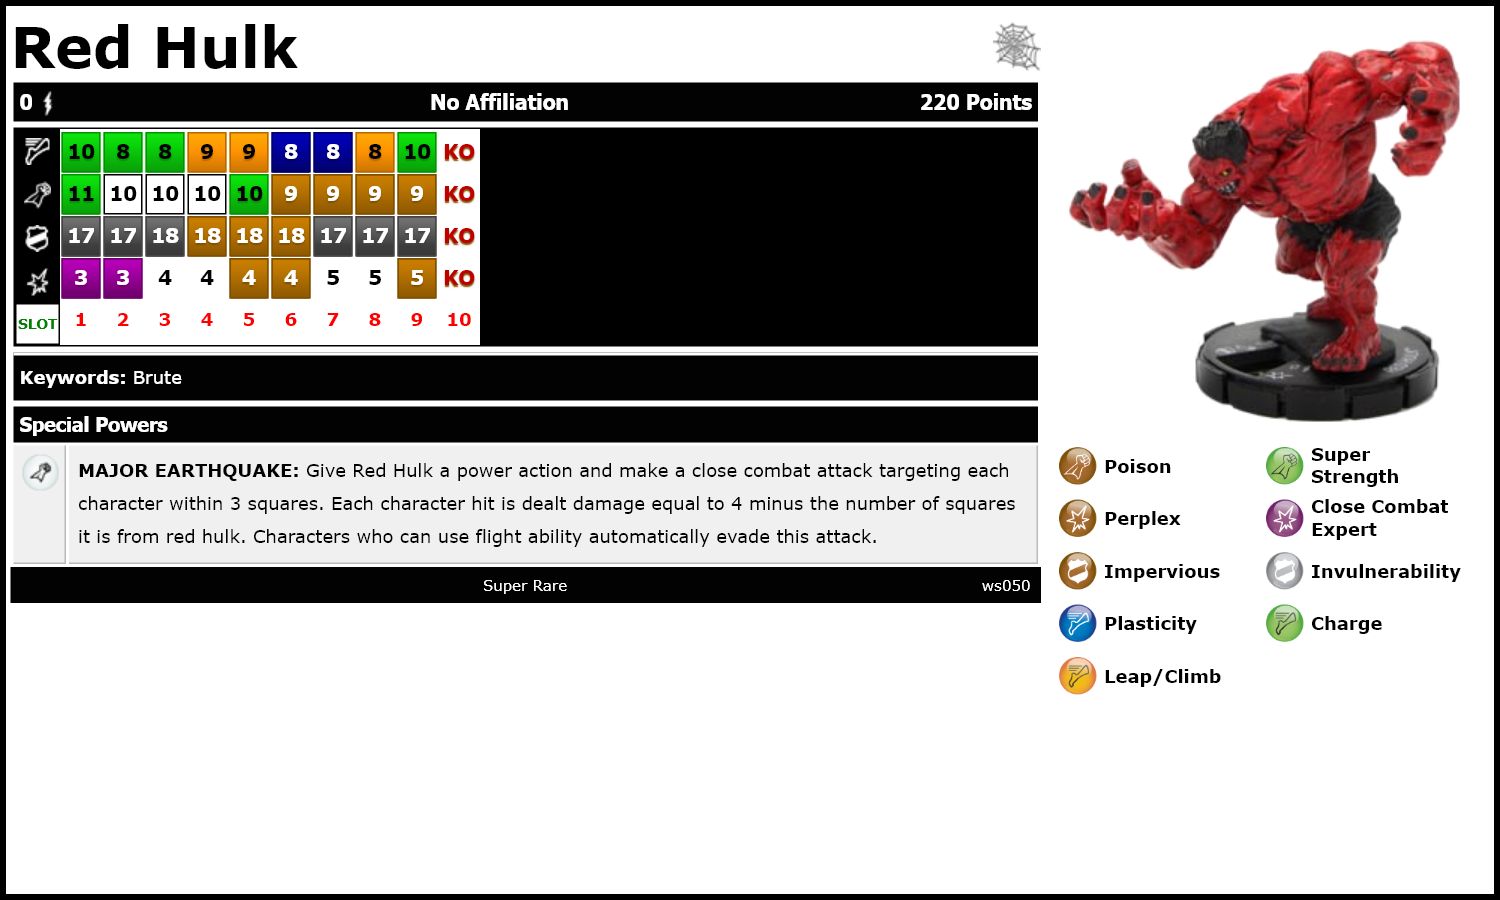 Red Hulk
0 No Affiliation 220 Points
10 8 8 9 9 8 8 8 10 KO
11 10 10 10 10 9 9 9 9 KO
17 17 18 18 18 18 17 17 17 KO
3 3 4 4 4 4 5 5 5 KO
SLOT 1 2 3 4 5 6 7 8 9 10
Keywords: Brute
Special Powers
MAJOR EARTHQUAKE: Give Red Hulk a power action and make a close combat attack targeting each
character within 3 squares. Each character hit is dealt damage equal to 4 minus the number of squares
it is from red hulk. Characters who can use flight ability automatically evade this attack.
Super Rare ws050
Poison
Super
Strength
Perplex
Close Combat
Expert
Impervious
Invulnerability
Plasticity
Charge
Leap/Climb